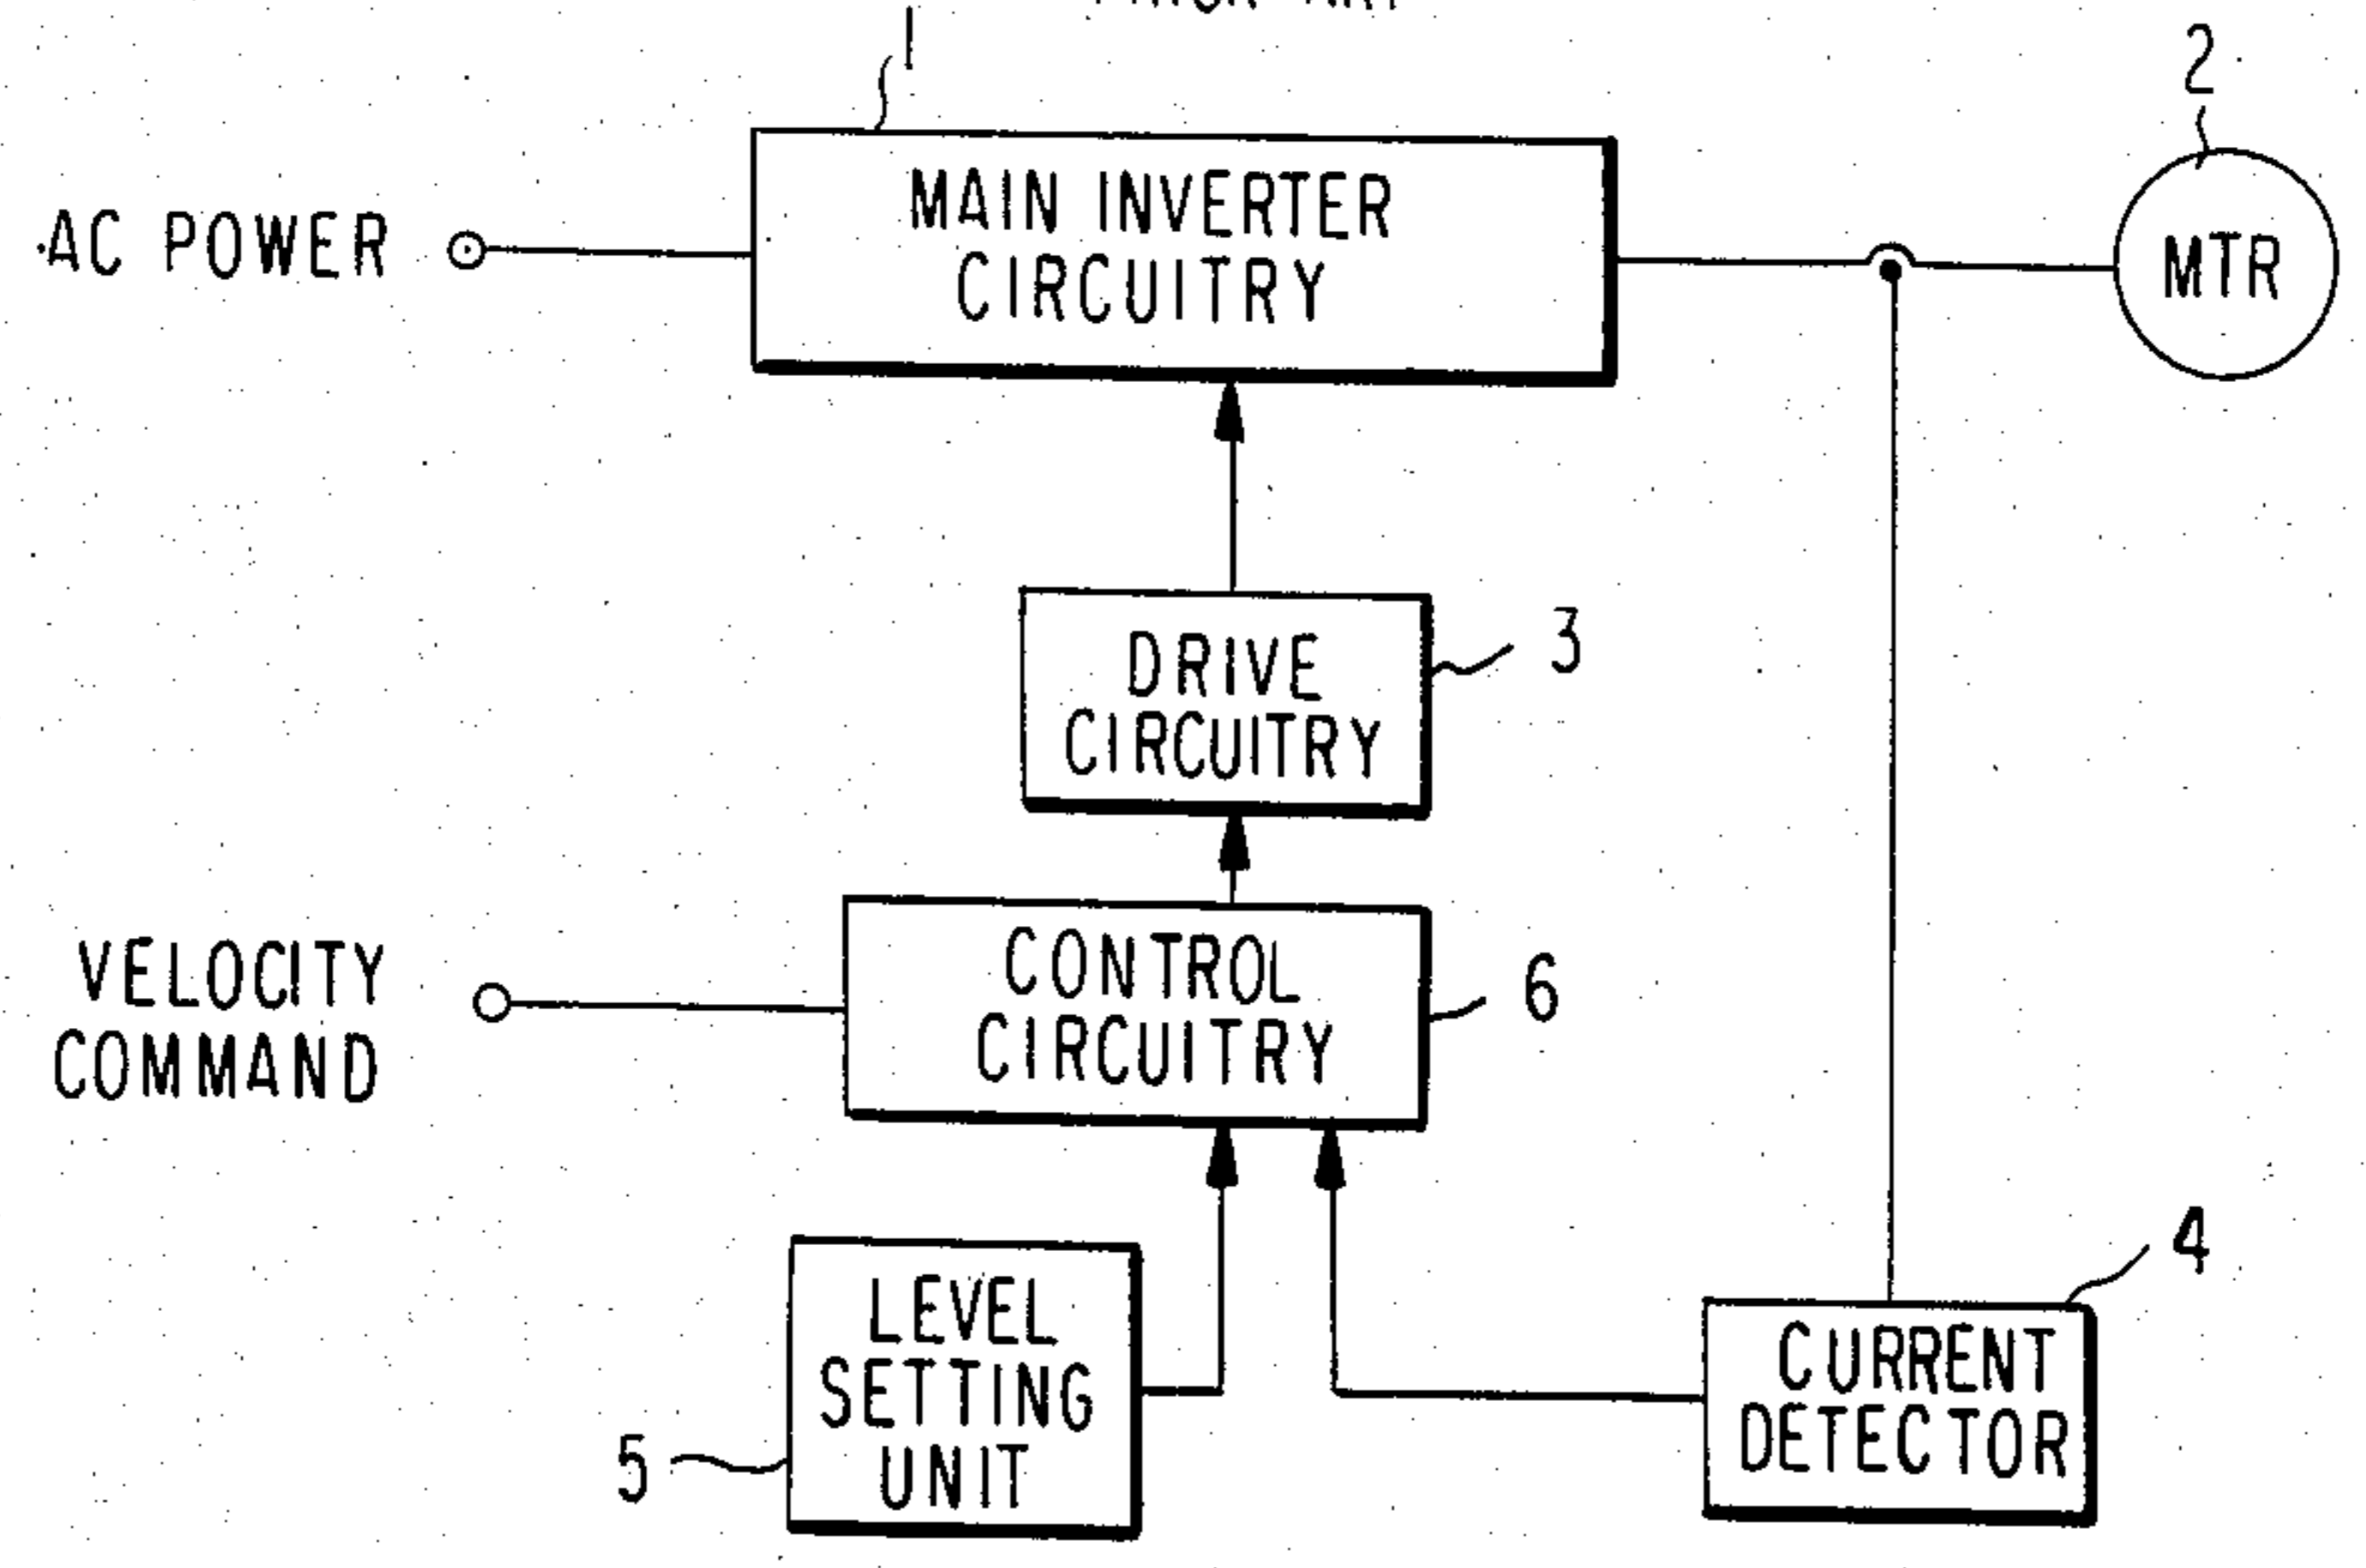 1
2
AC POWER
MAIN INVERTER
CIRCUITRY
MTR
DRIVE
CIRCUITRY
3
VELOCITY
COMMAND
CONTROL
CIRCUITRY
6
LEVEL
SETTING
UNIT
5
4
CURRENT
DETECTOR